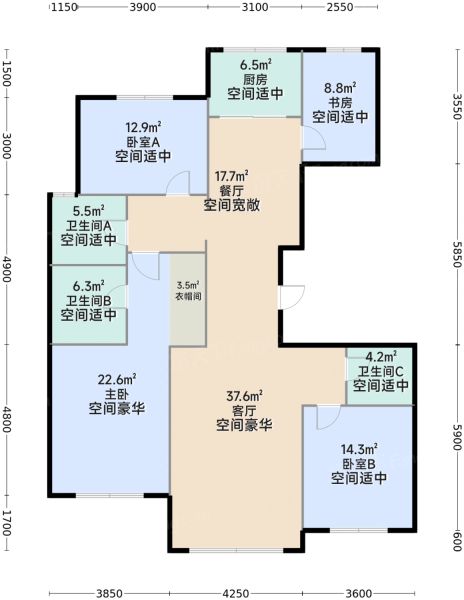 1150 3900 3100 2550
1500
3000
4900
4800
1700
3550
5850
5900
600
6.5㎡
厨房
空间适中
8.8㎡
书房
空间适中
12.9㎡
卧室A
空间适中
17.7㎡
餐厅
空间宽敞
5.5㎡
卫生间A
空间适中
6.3㎡
卫生间B
空间适中
3.5㎡
衣帽间
22.6㎡
主卧
空间豪华
37.6㎡
客厅
空间豪华
4.2㎡
卫生间C
空间适中
14.3㎡
卧室B
空间适中
3850 4250 3600